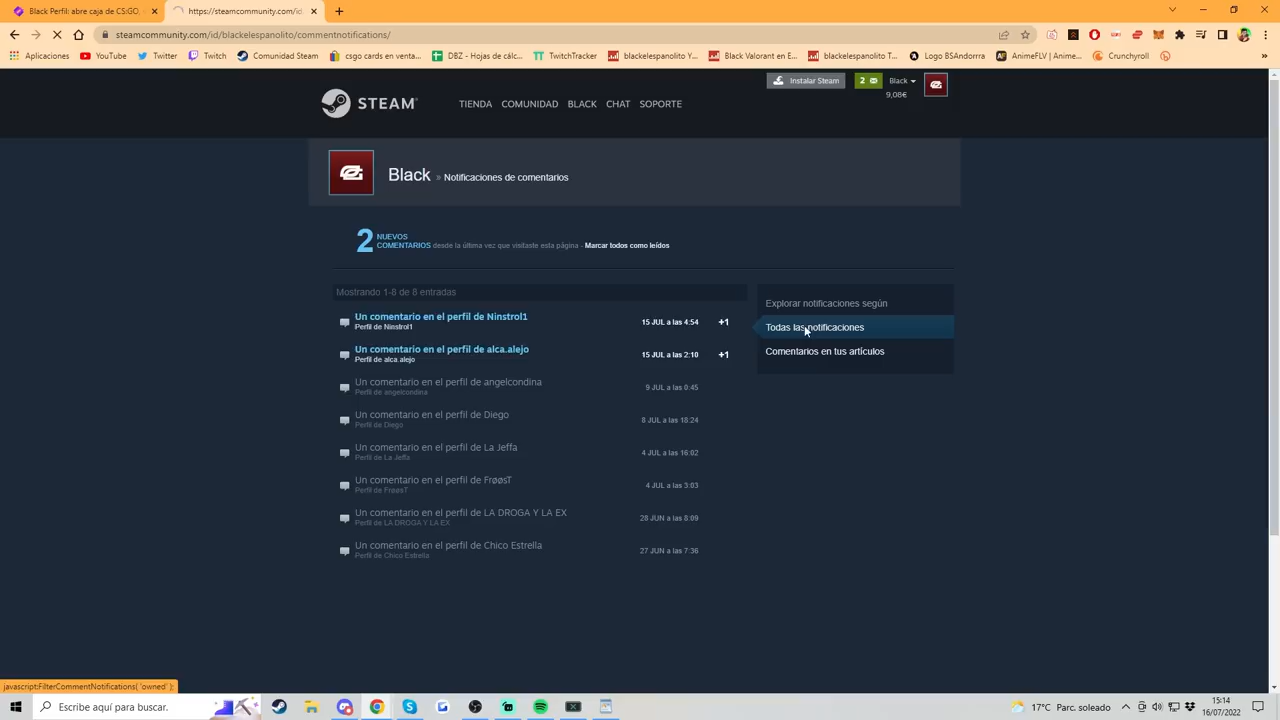 Black Perfil: abre caja de CS:GO,
https://steamcommunity.com/id
steamcommunity.com/id/blackelespanolito/commentnotifications/
Aplicaciones
YouTube
Twitter
Twitch
Comunidad Steam
csgo cards en venta...
DBZ - Hojas de cálc...
TwitchTracker
blackelespanolito Y...
Black Valorant en E...
blackelespanolito T...
Logo BSAndorrra
AnimeFLV | Anime...
Crunchyroll
Instalar Steam
2
Black
9,08€
STEAM
TIENDA COMUNIDAD BLACK CHAT SOPORTE
Black » Notificaciones de comentarios
2 NUEVOS
COMENTARIOS desde la última vez que visitaste esta página - Marcar todos como leídos
Mostrando 1-8 de 8 entradas
Un comentario en el perfil de Ninstrol1
Perfil de Ninstrol1
15 JUL a las 4:54 +1
Un comentario en el perfil de alca.alejo
Perfil de alca.alejo
15 JUL a las 2:10 +1
Un comentario en el perfil de angelcondina
Perfil de angelcondina
9 JUL a las 0:45
Un comentario en el perfil de Diego
Perfil de Diego
8 JUL a las 18:24
Un comentario en el perfil de La Jeffa
Perfil de La Jeffa
4 JUL a las 16:02
Un comentario en el perfil de FrøøsT
Perfil de FrøøsT
4 JUL a las 3:03
Un comentario en el perfil de LA DROGA Y LA EX
Perfil de LA DROGA Y LA EX
28 JUN a las 8:09
Un comentario en el perfil de Chico Estrella
Perfil de Chico Estrella
27 JUN a las 7:36
Explorar notificaciones según
Todas las notificaciones
Comentarios en tus artículos
javascript:FilterCommentNotifications( 'owned' );
Escribe aquí para buscar.
17°C Parc. soleado
15:14
16/07/2022